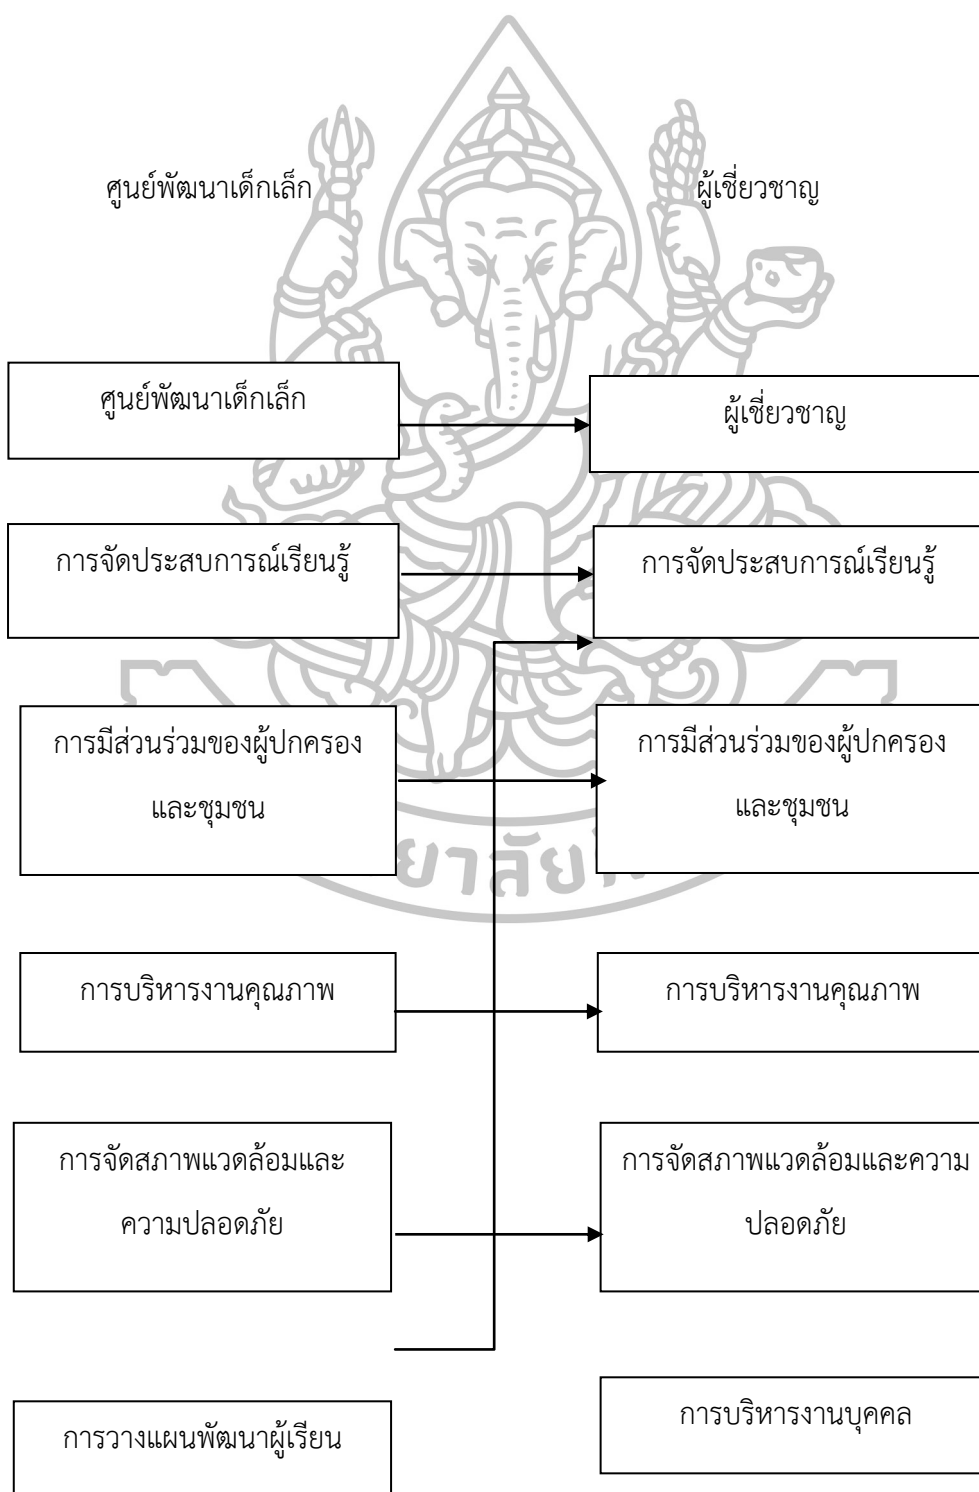 ศูนย์พัฒนาเด็กเล็ก
ผู้เชี่ยวชาญ
ศูนย์พัฒนาเด็กเล็ก
ผู้เชี่ยวชาญ
การจัดประสบการณ์เรียนรู้
การจัดประสบการณ์เรียนรู้
การมีส่วนร่วมของผู้ปกครอง
และชุมชน
การมีส่วนร่วมของผู้ปกครอง
และชุมชน
ยาลัย
การบริหารงานคุณภาพ
การบริหารงานคุณภาพ
การจัดสภาพแวดล้อมและ
ความปลอดภัย
การจัดสภาพแวดล้อมและความ
ปลอดภัย
การวางแผนพัฒนาผู้เรียน
การบริหารงานบุคคล